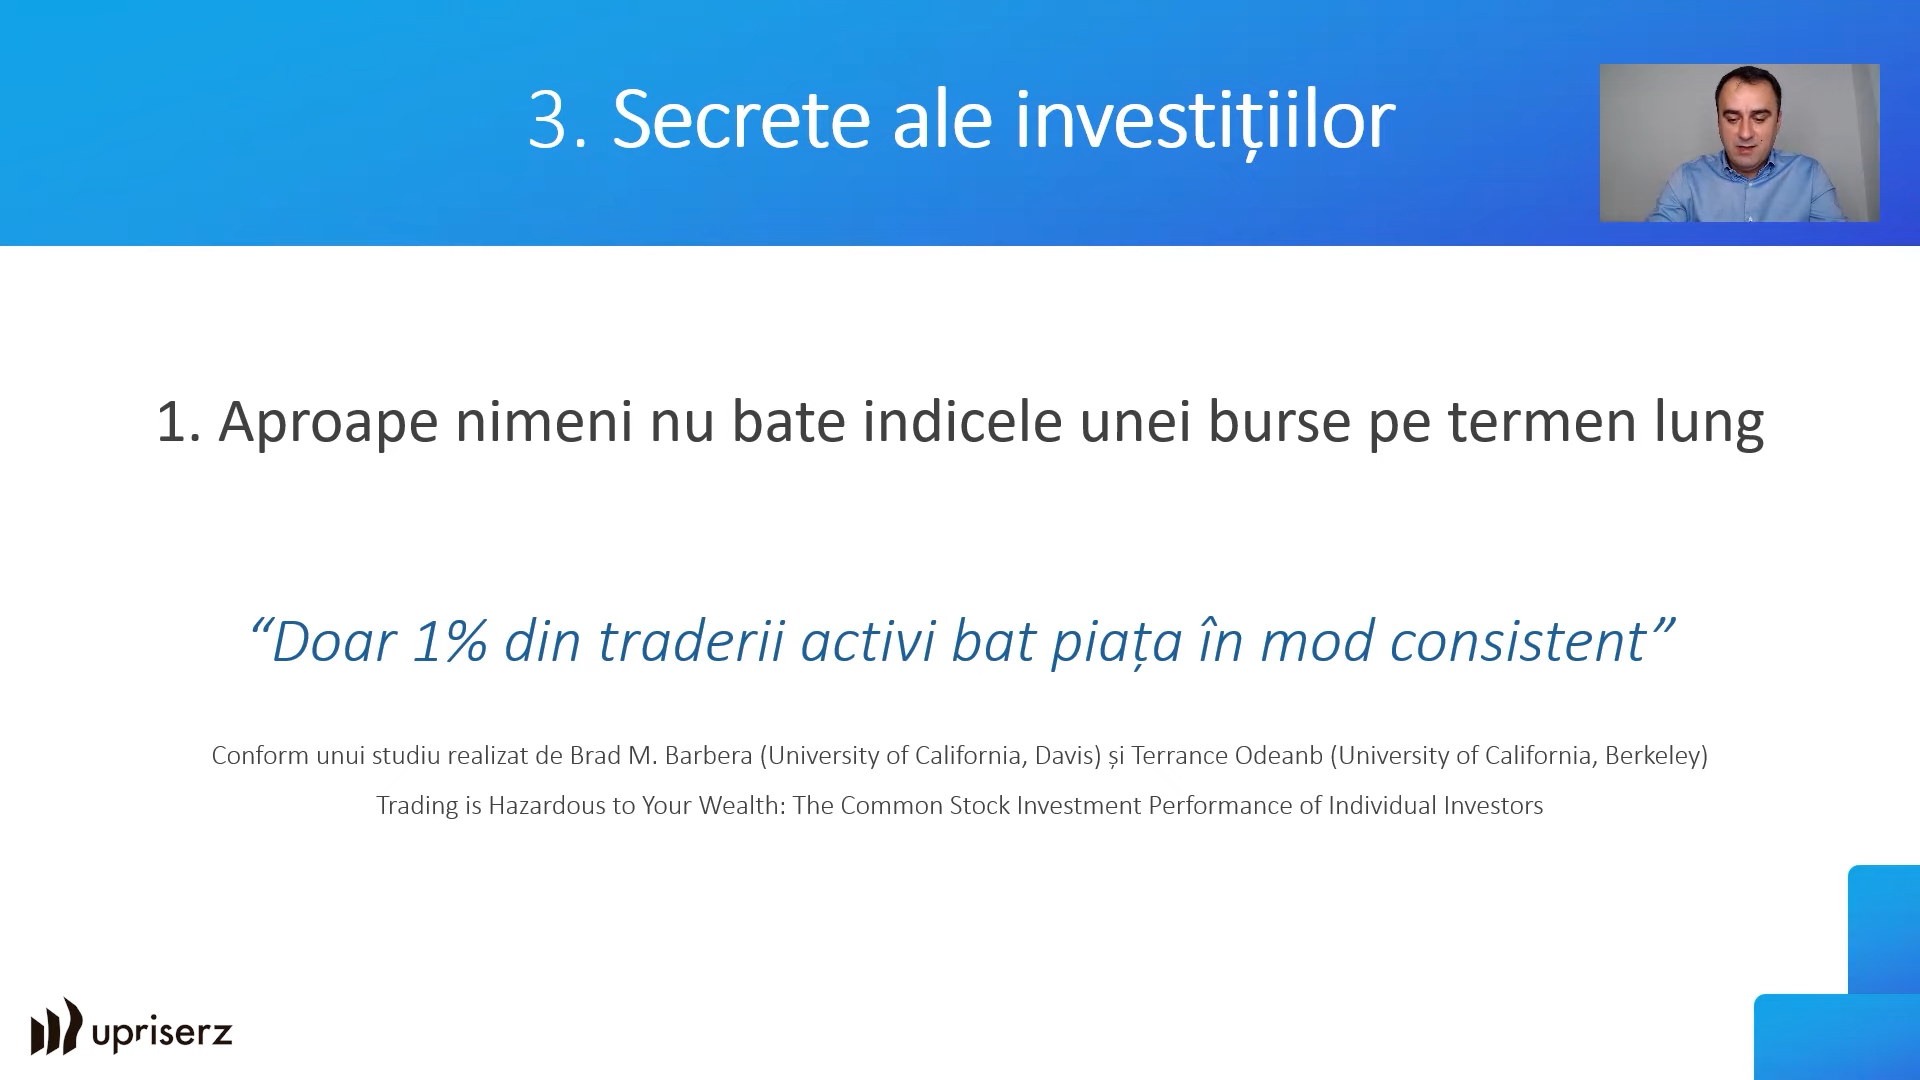 3. Secrete ale investițiilor
1. Aproape nimeni nu bate indicele unei burse pe termen lung
“Doar 1% din traderii activi bat piața în mod consistent”
Conform unui studiu realizat de Brad M. Barbera (University of California, Davis) și Terrance Odeanb (University of California, Berkeley)
Trading is Hazardous to Your Wealth: The Common Stock Investment Performance of Individual Investors
upriserz